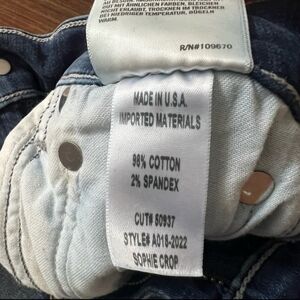 MIT ÄHNLICHEN FARBEN, BLEICHEN
NICHT ERLAUBT, TROCKNEN IM TROCKNER
BEI NIEDRIGER TEMPERATUR, BÜGELN
WARM.
R/N#109670
MADE IN U.S.A.
IMPORTED MATERIALS
98% COTTON
2% SPANDEX
CUT# 50937
STYLE# A018-2022
SOPHIE CROP